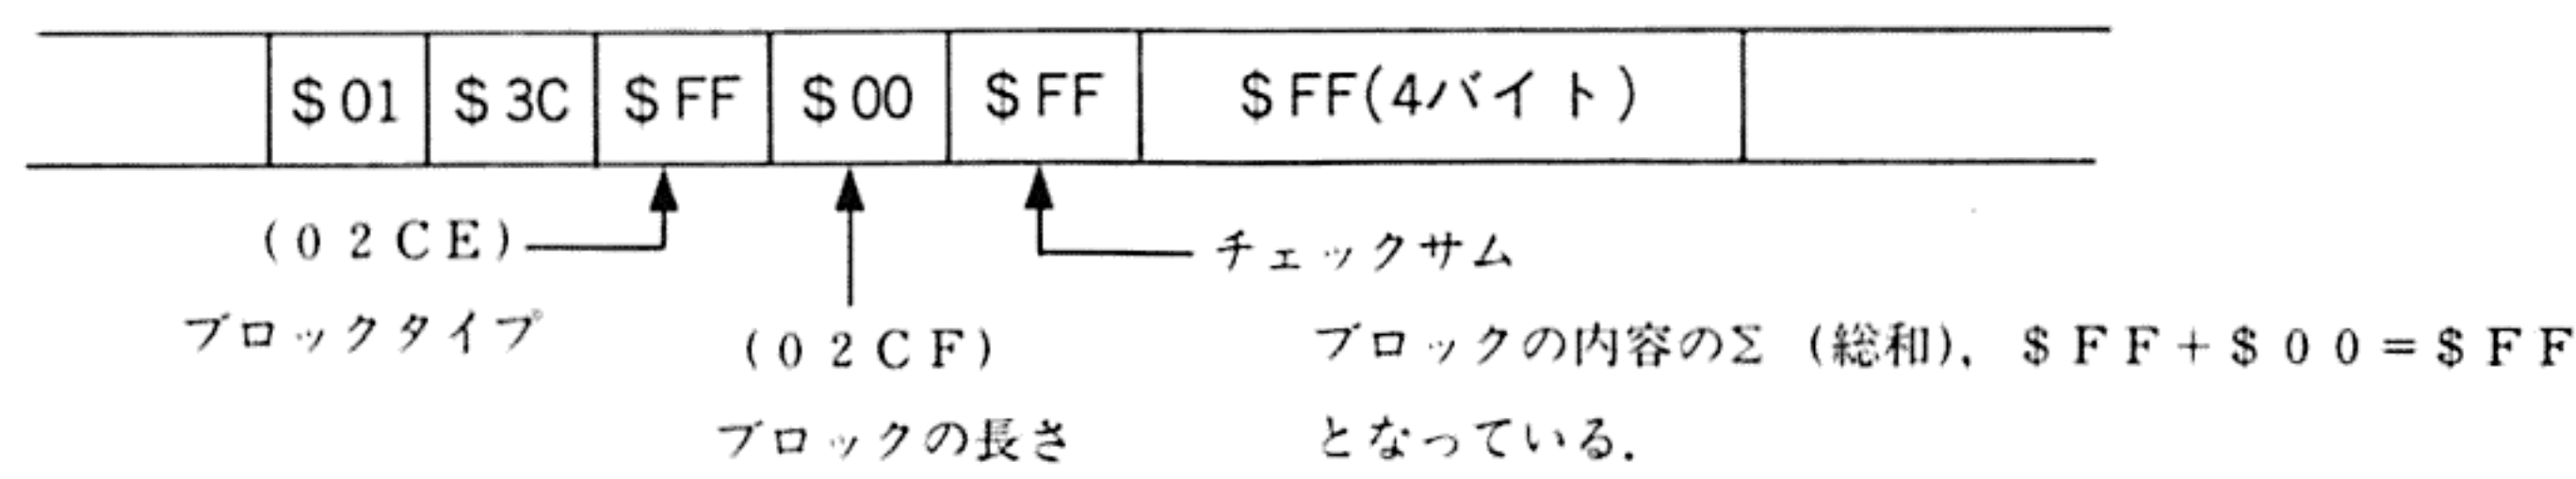 $01 $3C $FF $00 $FF $FF(4バイト)
(02CE)
ブロックタイプ
(02CF)
ブロックの長さ
チェックサム
ブロックの内容のΣ (総和), $FF+$00=$FF
となっている.